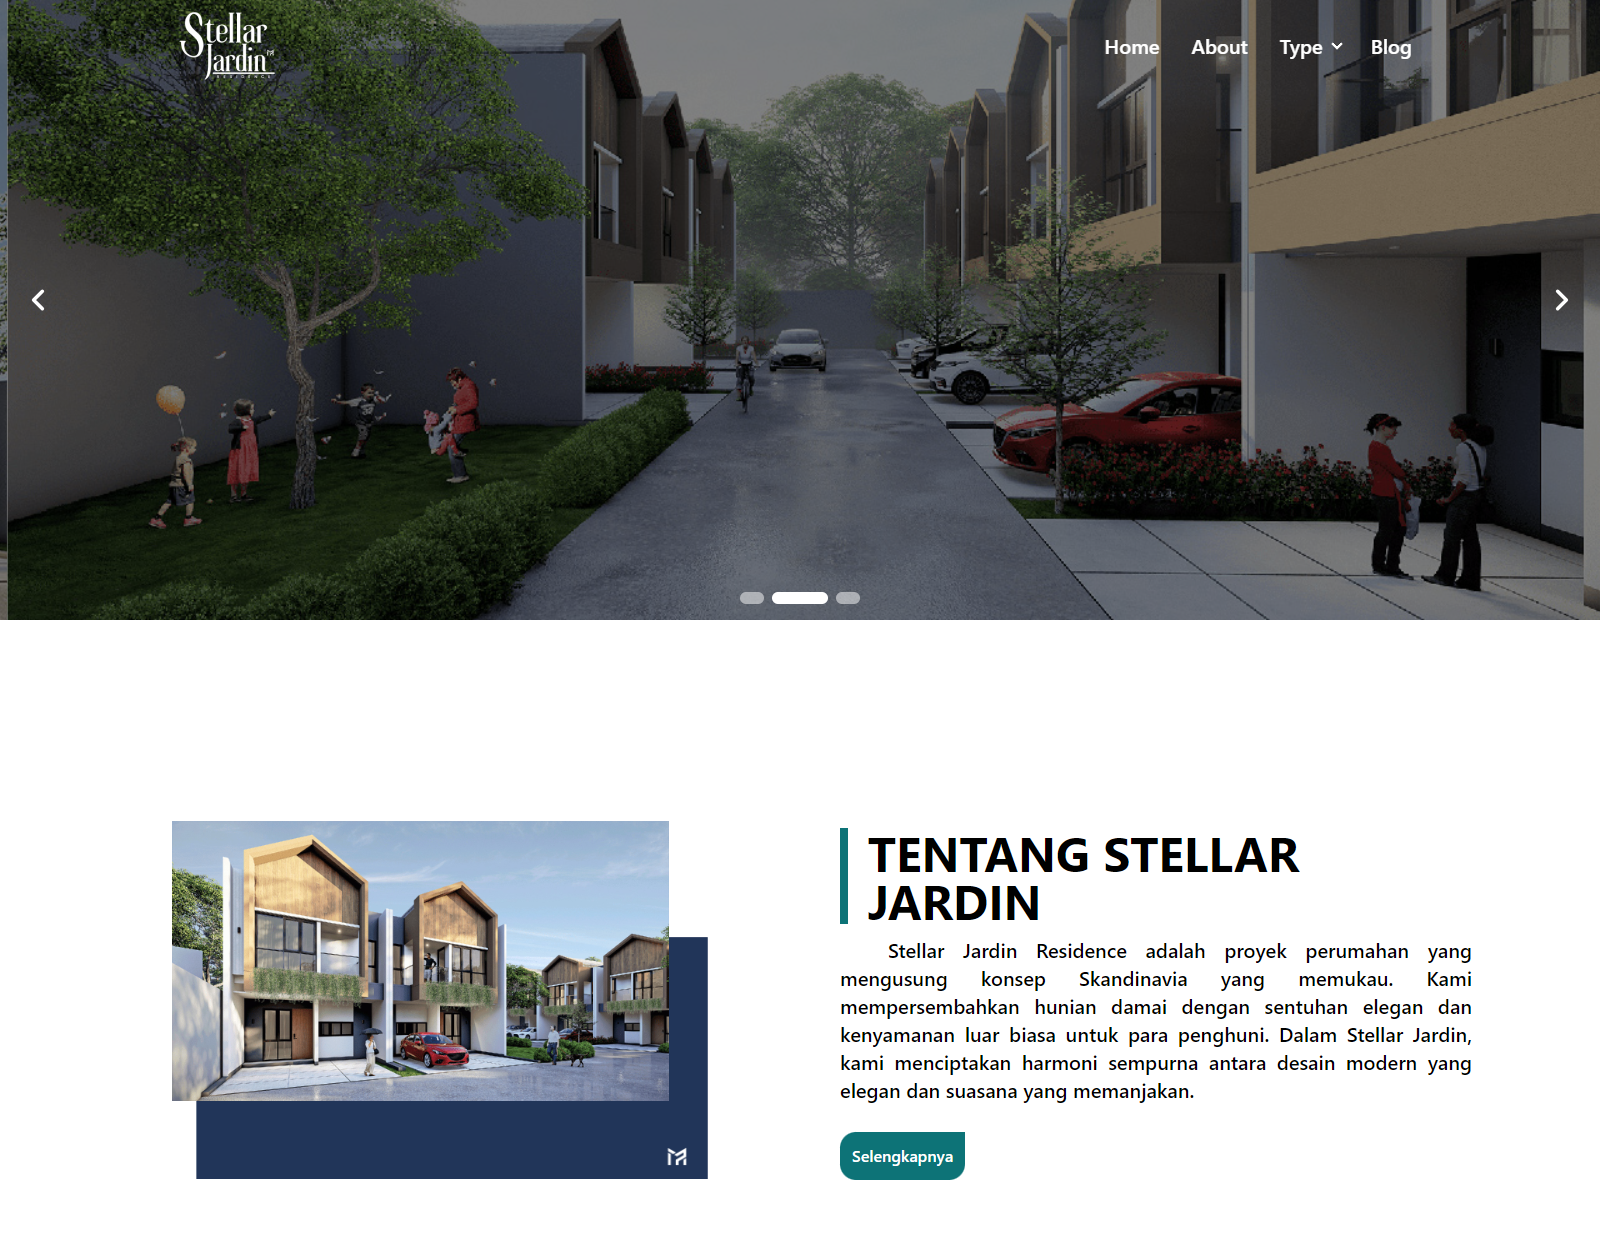 Stellar
Jardin
RESIDENCE
Home About Type Blog
TENTANG STELLAR
JARDIN
Stellar Jardin Residence adalah proyek perumahan yang
mengusung konsep Skandinavia yang memukau. Kami
mempersembahkan hunian damai dengan sentuhan elegan dan
kenyamanan luar biasa untuk para penghuni. Dalam Stellar Jardin,
kami menciptakan harmoni sempurna antara desain modern yang
elegan dan suasana yang memanjakan.
Selengkapnya